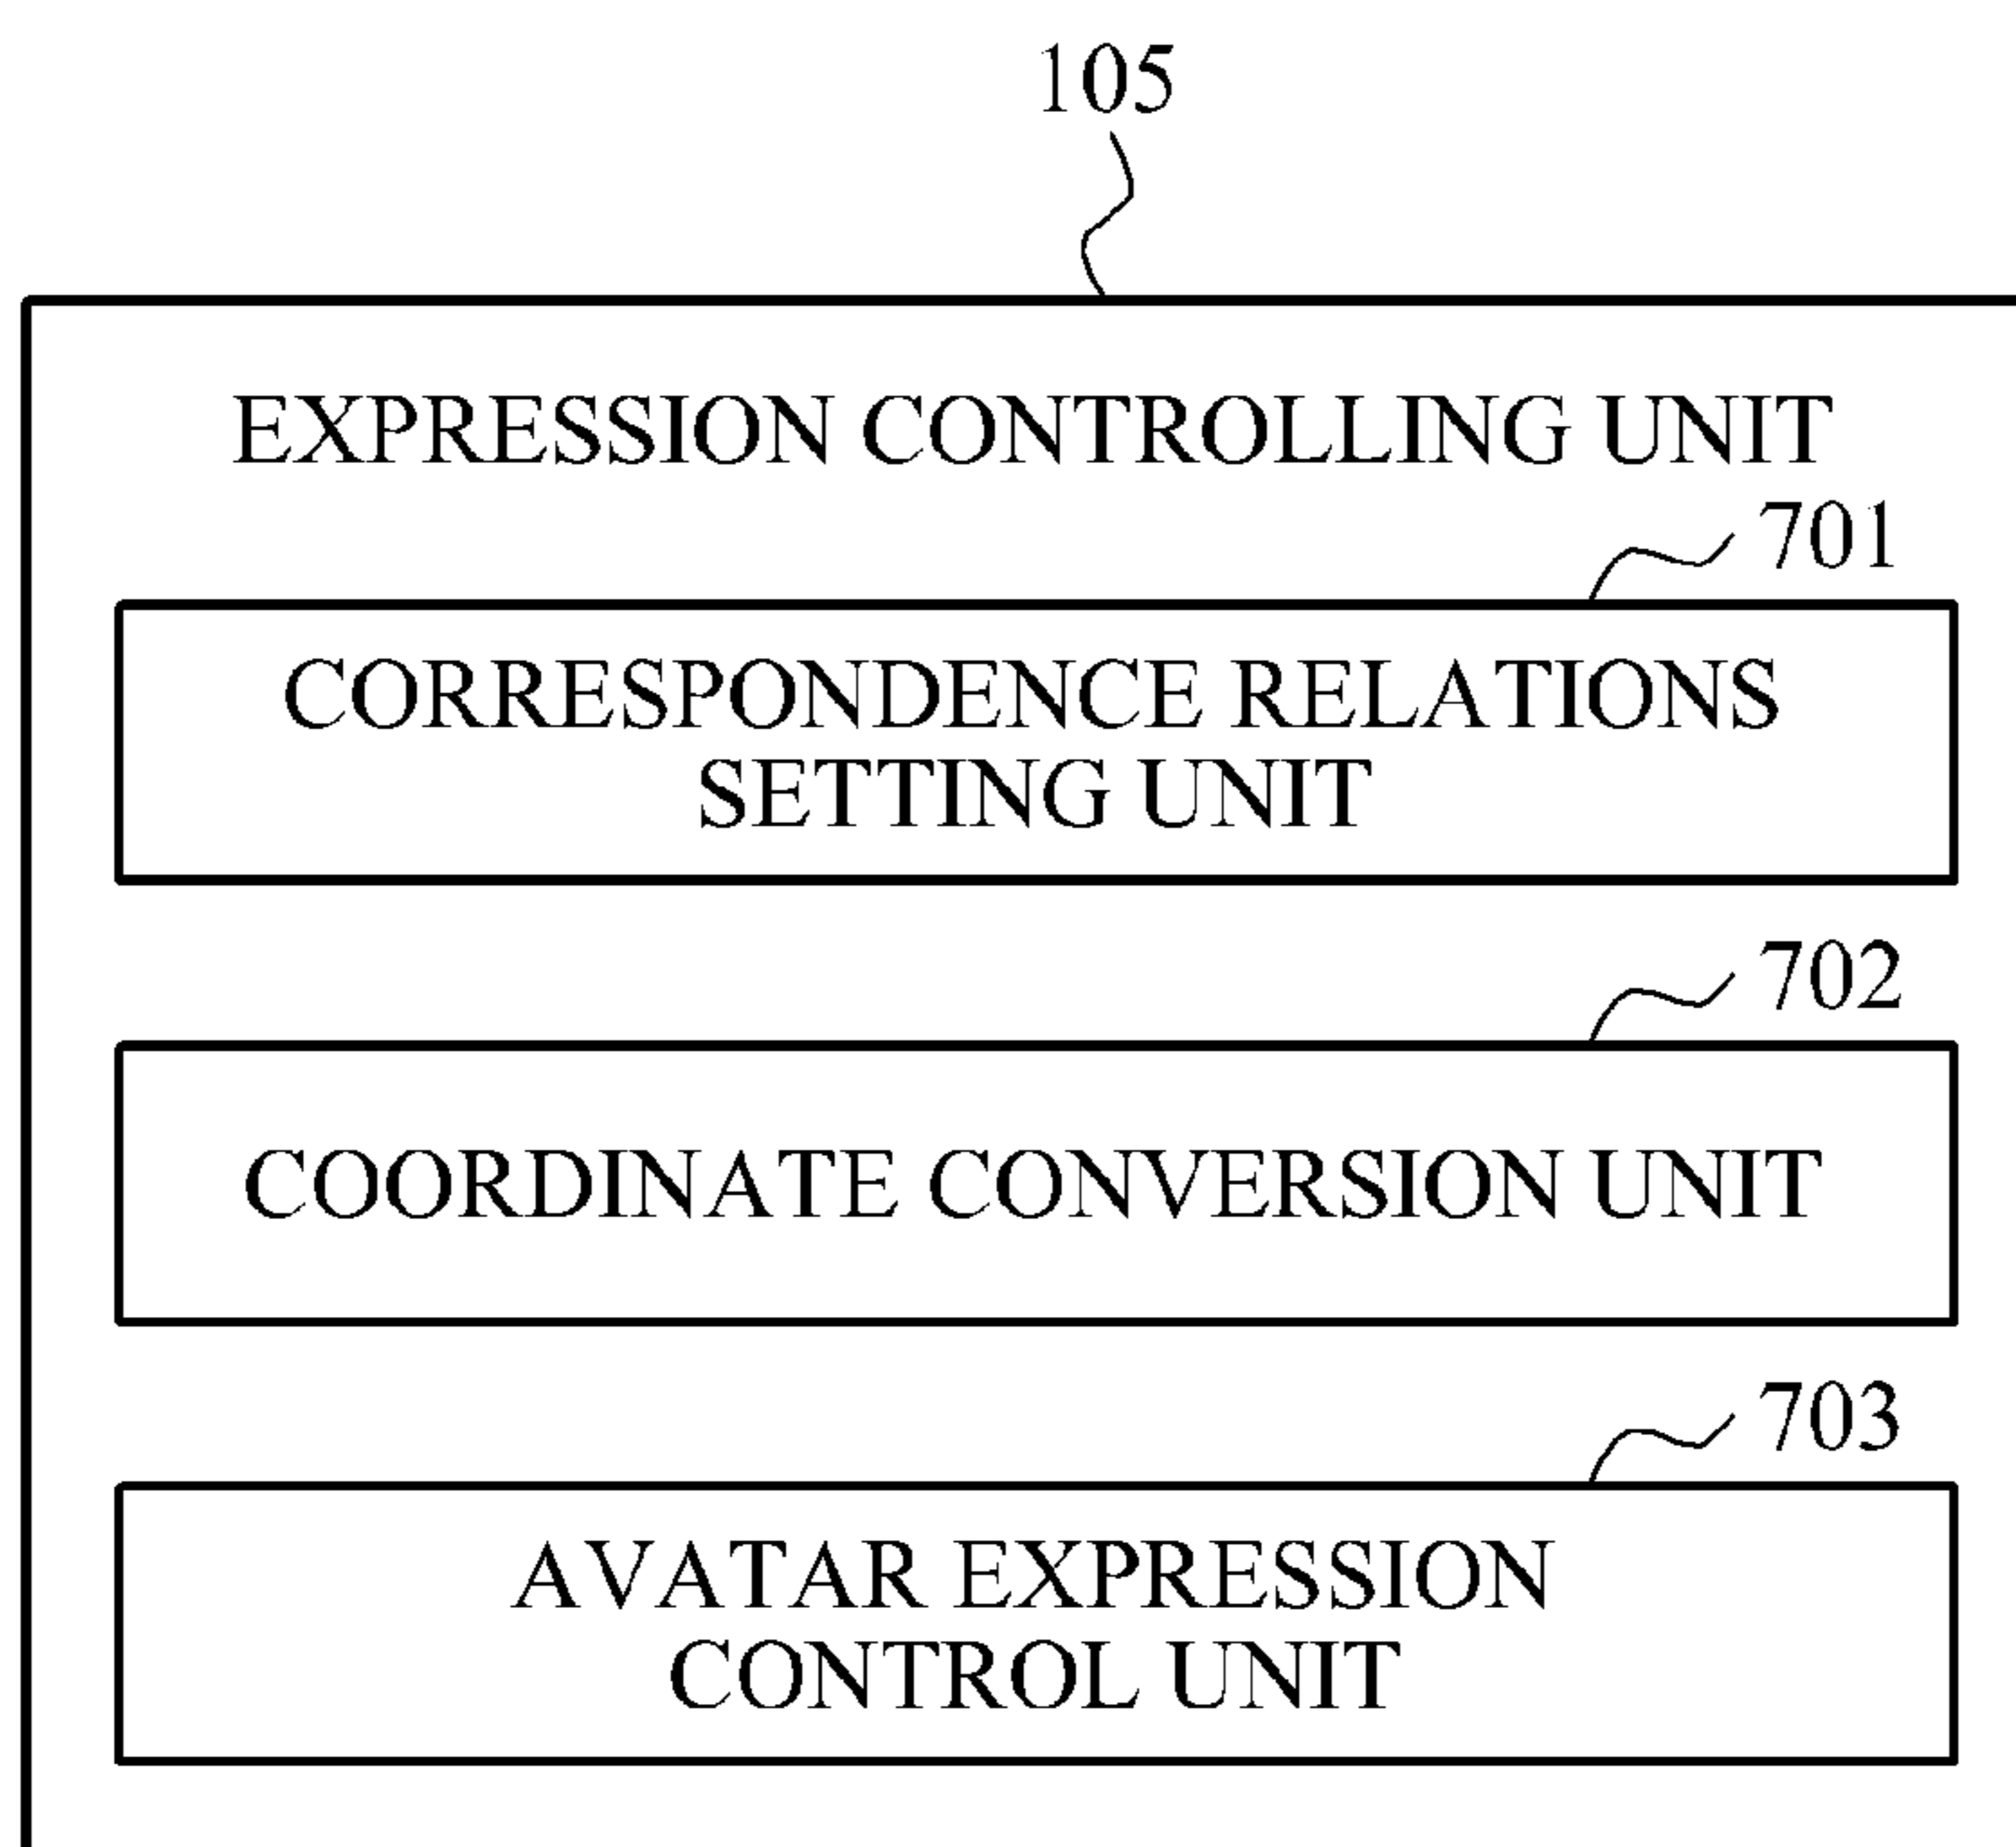 105
EXPRESSION CONTROLLING UNIT
701
CORRESPONDENCE RELATIONS
SETTING UNIT
702
COORDINATE CONVERSION UNIT
703
AVATAR EXPRESSION
CONTROL UNIT